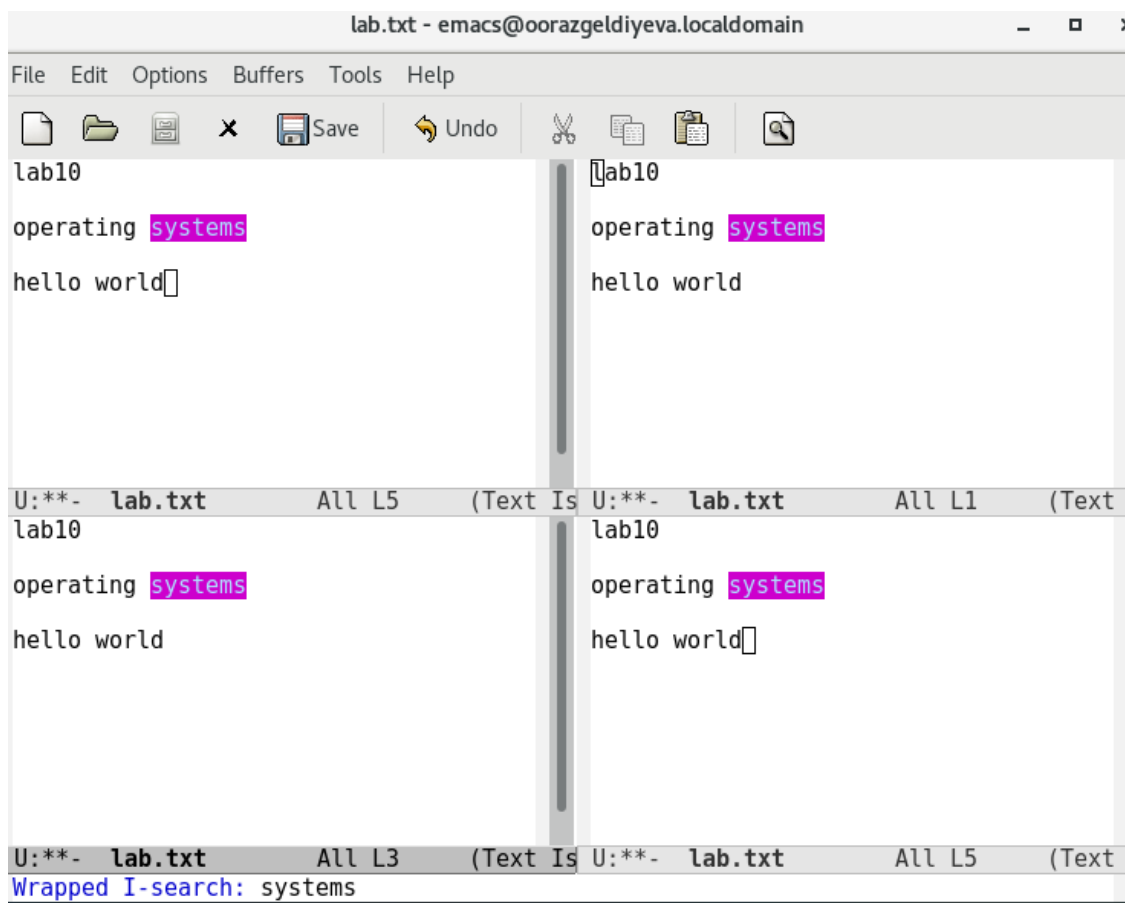 lab.txt - emacs@oorazgeldiyeva.localdomain
File Edit Options Buffers Tools Help
Save Undo
lab10
operating systems
hello world
U:**- lab.txt All L5 (Text Is
lab10
operating systems
hello world
U:**- lab.txt All L1 (Text
lab10
operating systems
hello world
U:**- lab.txt All L3 (Text Is
lab10
operating systems
hello world
U:**- lab.txt All L5 (Text
Wrapped I-search: systems